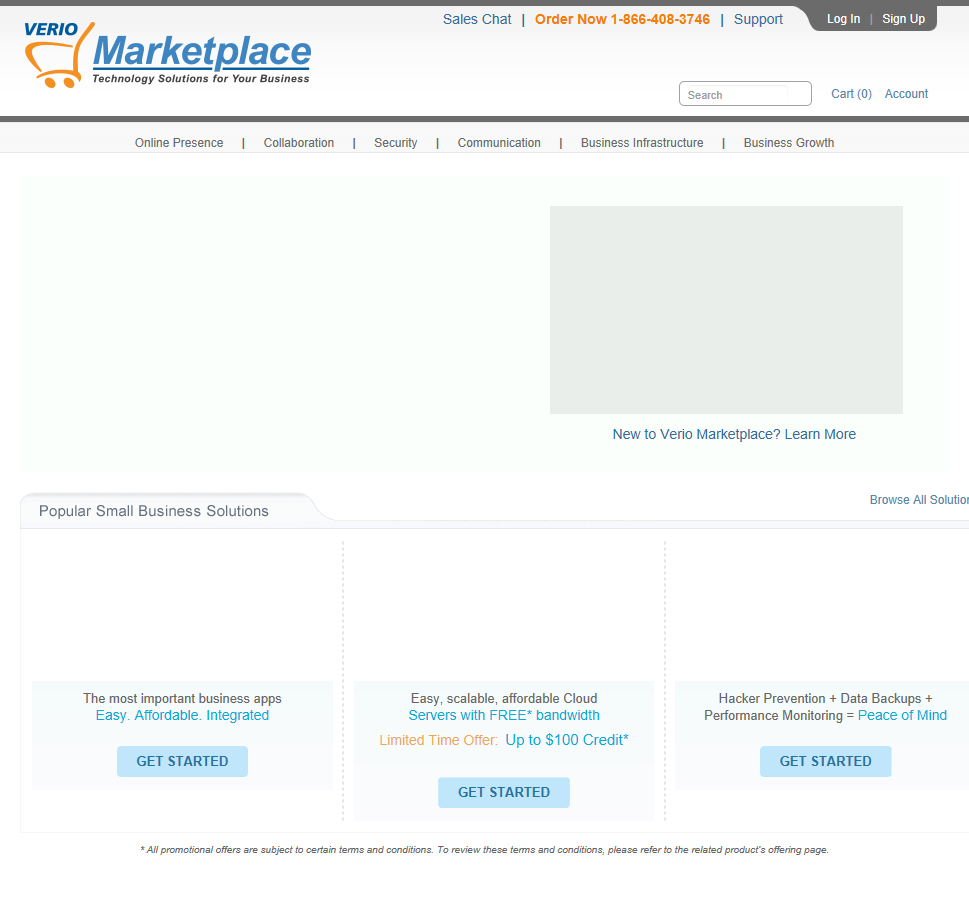 Sales Chat | Order Now 1-866-408-3746 | Support
Log In | Sign Up
VERIO
Marketplace
Technology Solutions for Your Business
Search
Cart (0) Account
Online Presence | Collaboration | Security | Communication | Business Infrastructure | Business Growth
New to Verio Marketplace? Learn More
Popular Small Business Solutions
Browse All Solution
The most important business apps
Easy. Affordable. Integrated
GET STARTED
Easy, scalable, affordable Cloud
Servers with FREE* bandwidth
Limited Time Offer: Up to $100 Credit*
GET STARTED
Hacker Prevention + Data Backups +
Performance Monitoring = Peace of Mind
GET STARTED
* All promotional offers are subject to certain terms and conditions. To review these terms and conditions, please refer to the related product's offering page.